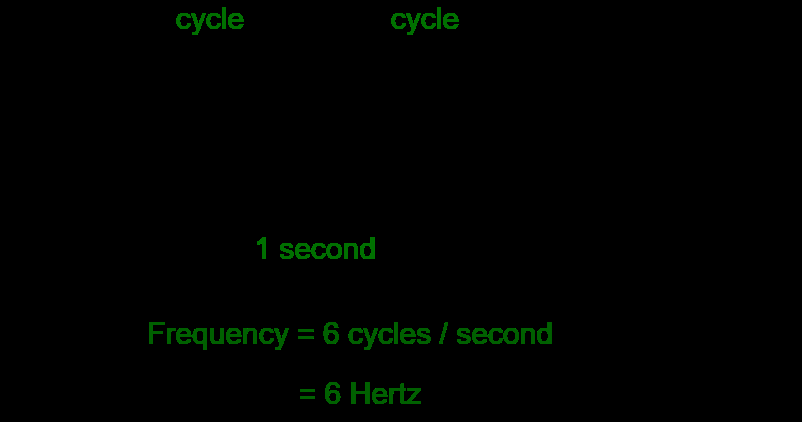 cycle cycle
1 second
Frequency = 6 cycles / second
= 6 Hertz